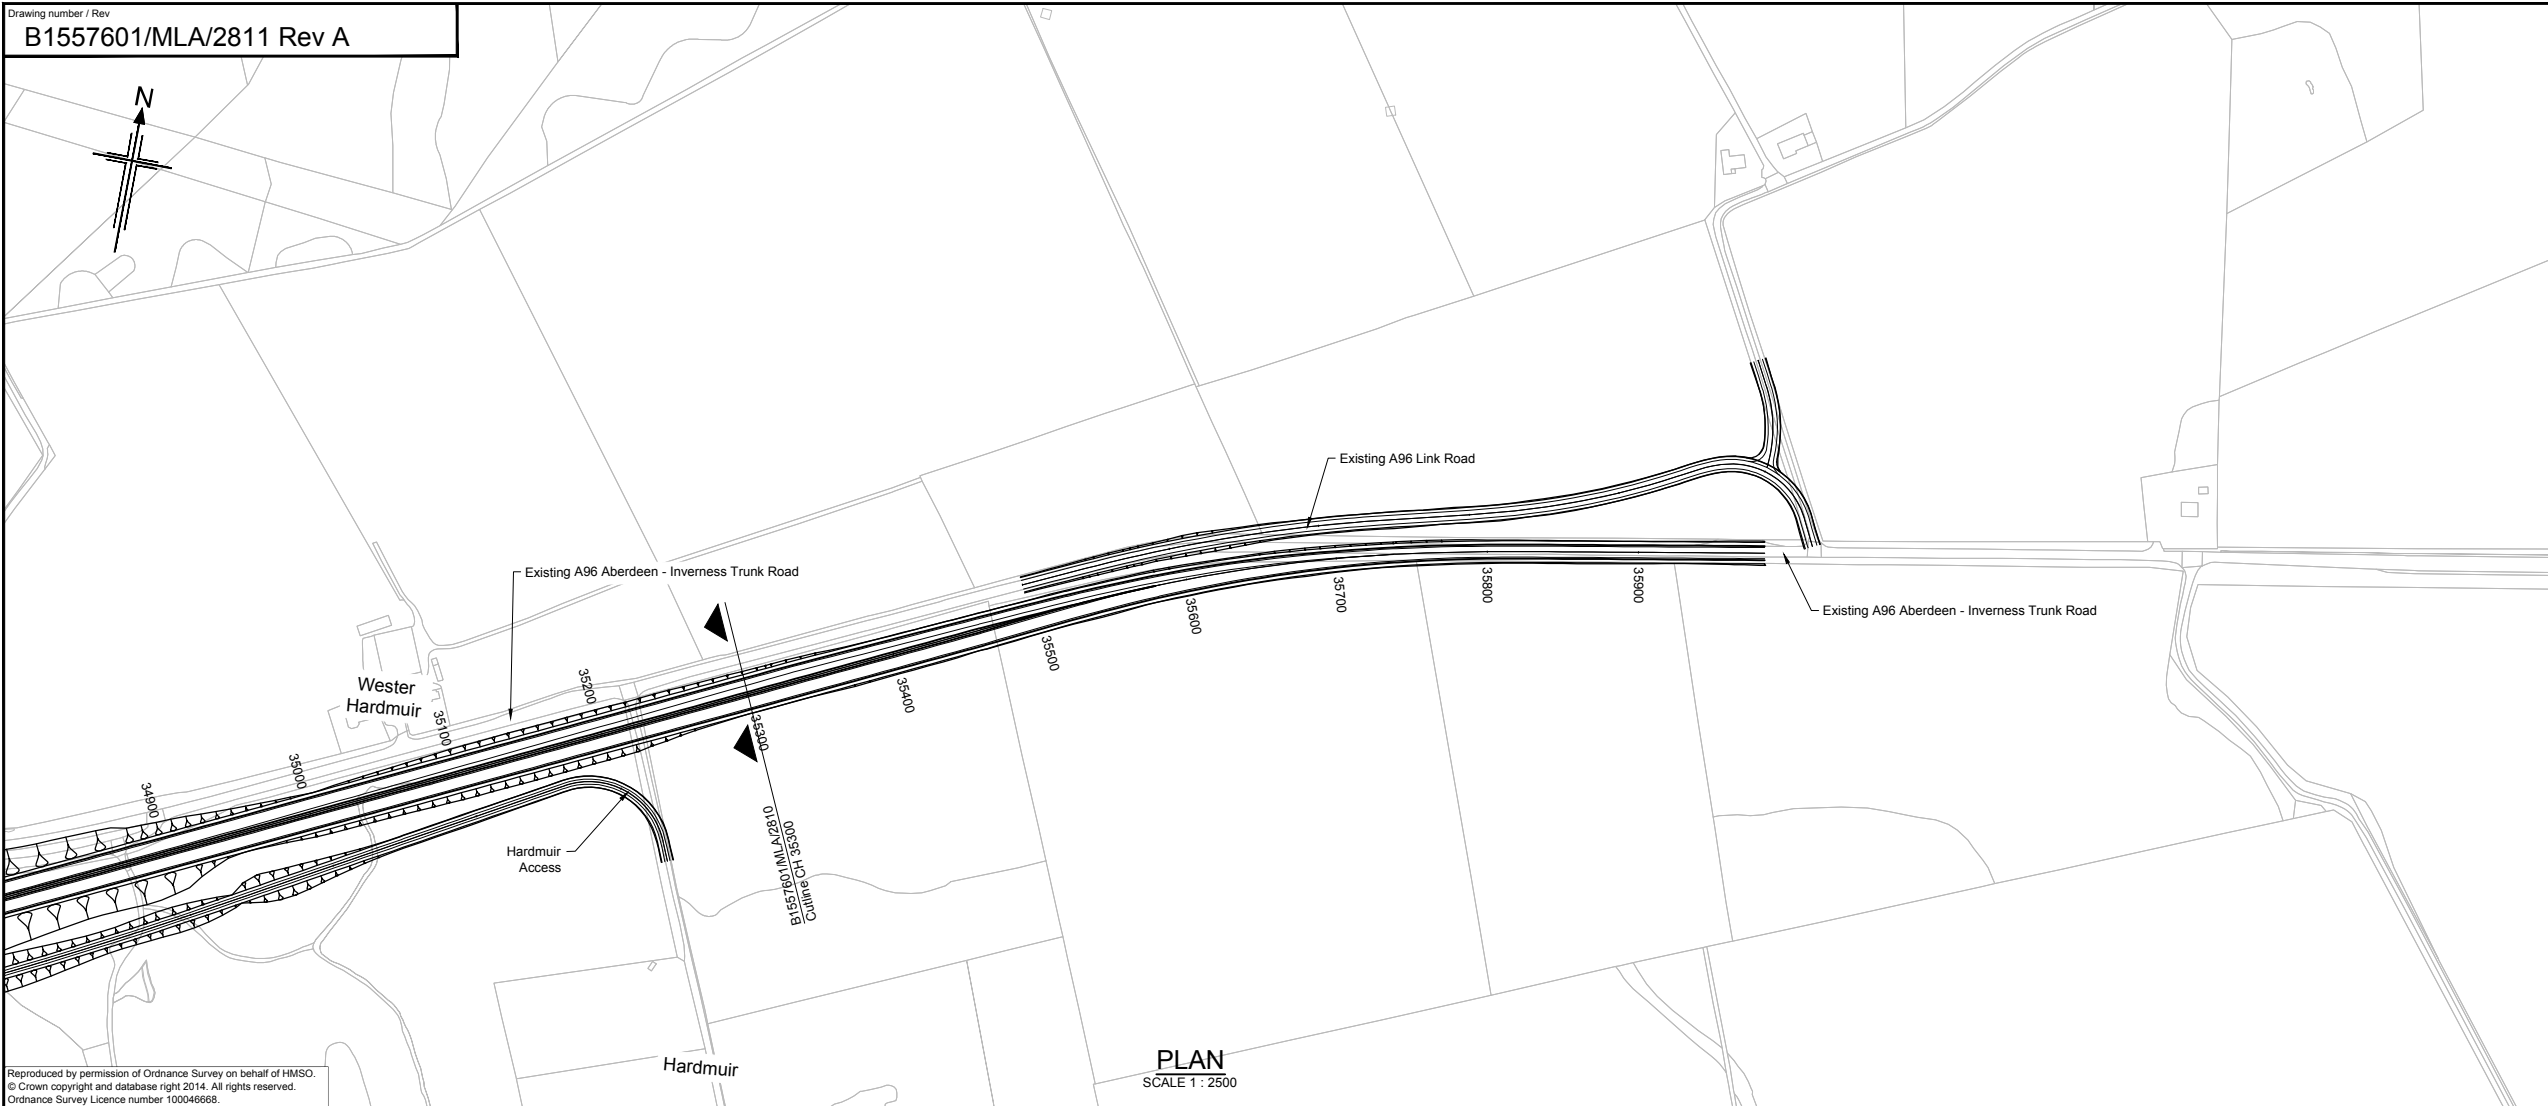 Drawing number / Rev
B1557601/MLA/2811 Rev A
N
Existing A96 Link Road
Existing A96 Aberdeen - Inverness Trunk Road
Existing A96 Aberdeen - Inverness Trunk Road
Wester
Hardmuir
34900
35000
35100
35200
35300
35400
35500
35600
35700
35800
35900
B1557601/MLA/2810
Cutline CH 35300
Hardmuir
Access
Hardmuir
PLAN
SCALE 1 : 2500
Reproduced by permission of Ordnance Survey on behalf of HMSO.
© Crown copyright and database right 2014. All rights reserved.
Ordnance Survey Licence number 100046668.